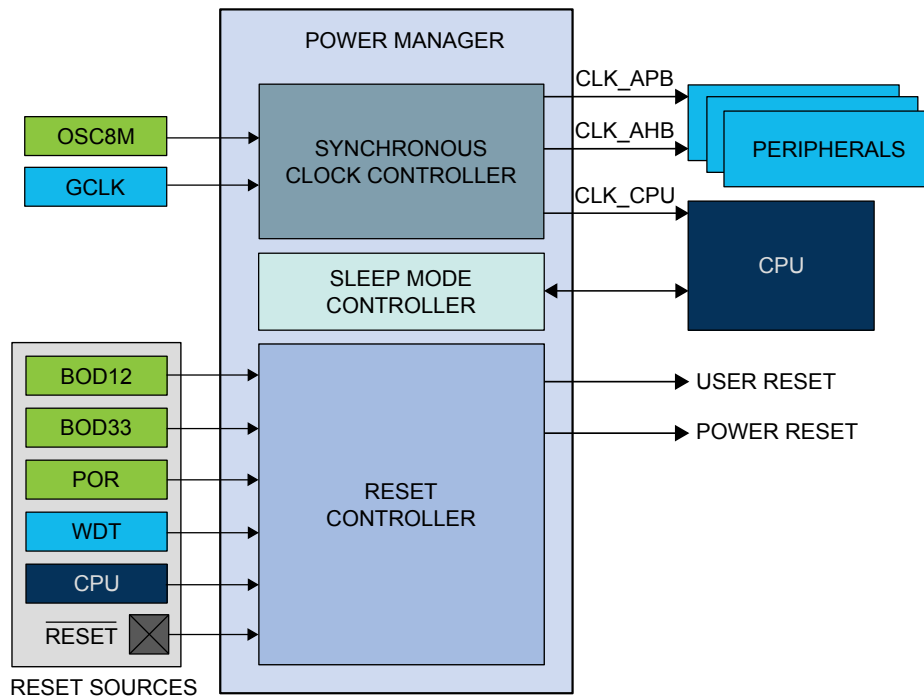 POWER MANAGER
OSC8M
GCLK
SYNCHRONOUS
CLOCK CONTROLLER
CLK_APB
CLK_AHB
CLK_CPU
PERIPHERALS
CPU
SLEEP MODE
CONTROLLER
BOD12
BOD33
POR
WDT
CPU
RESET
RESET SOURCES
RESET
CONTROLLER
USER RESET
POWER RESET